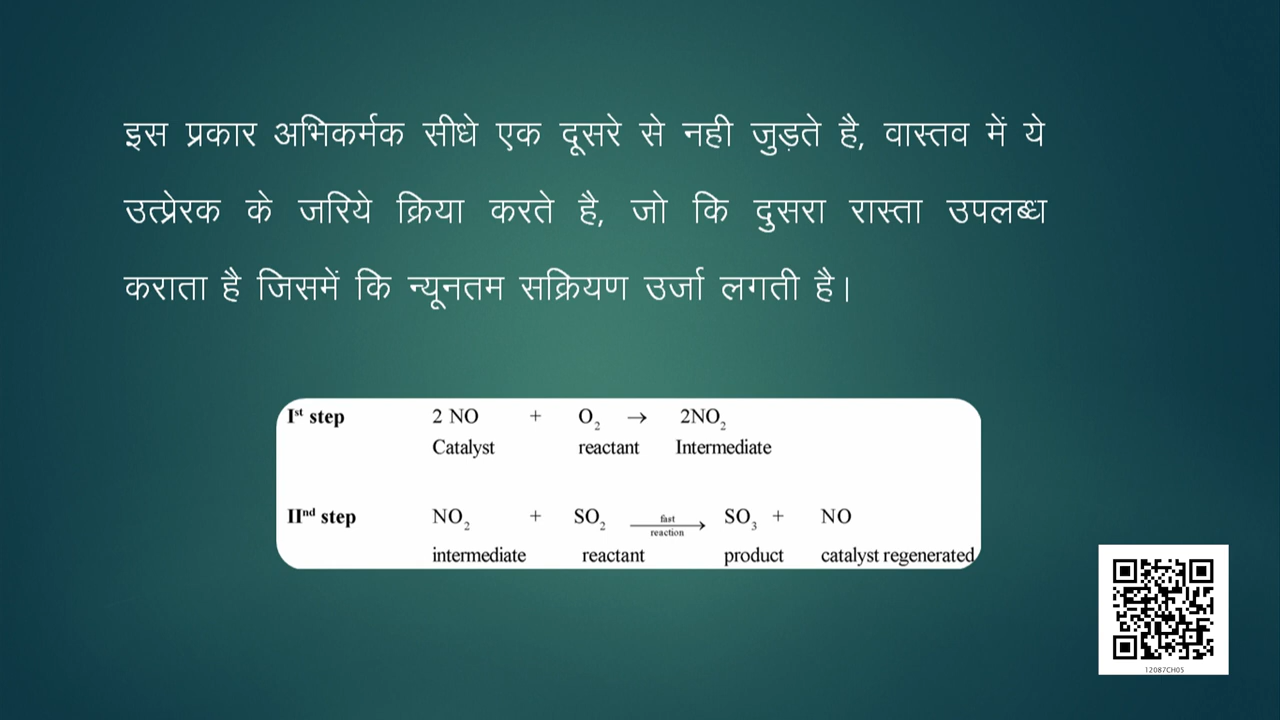 इस प्रकार अभिकर्मक सीधे एक दूसरे से नही जुड़ते है, वास्तव में ये
उत्प्रेरक के जरिये क्रिया करते है, जो कि दुसरा रास्ता उपलब्ध
कराता है जिसमें कि न्यूनतम सक्रियण उर्जा लगती है।
Ist step 2 NO + O2 → 2NO2
Catalyst reactant Intermediate
fast
IInd step NO2 + SO2 → SO3 + NO
reaction
intermediate reactant product catalyst regenerated
12087CH05